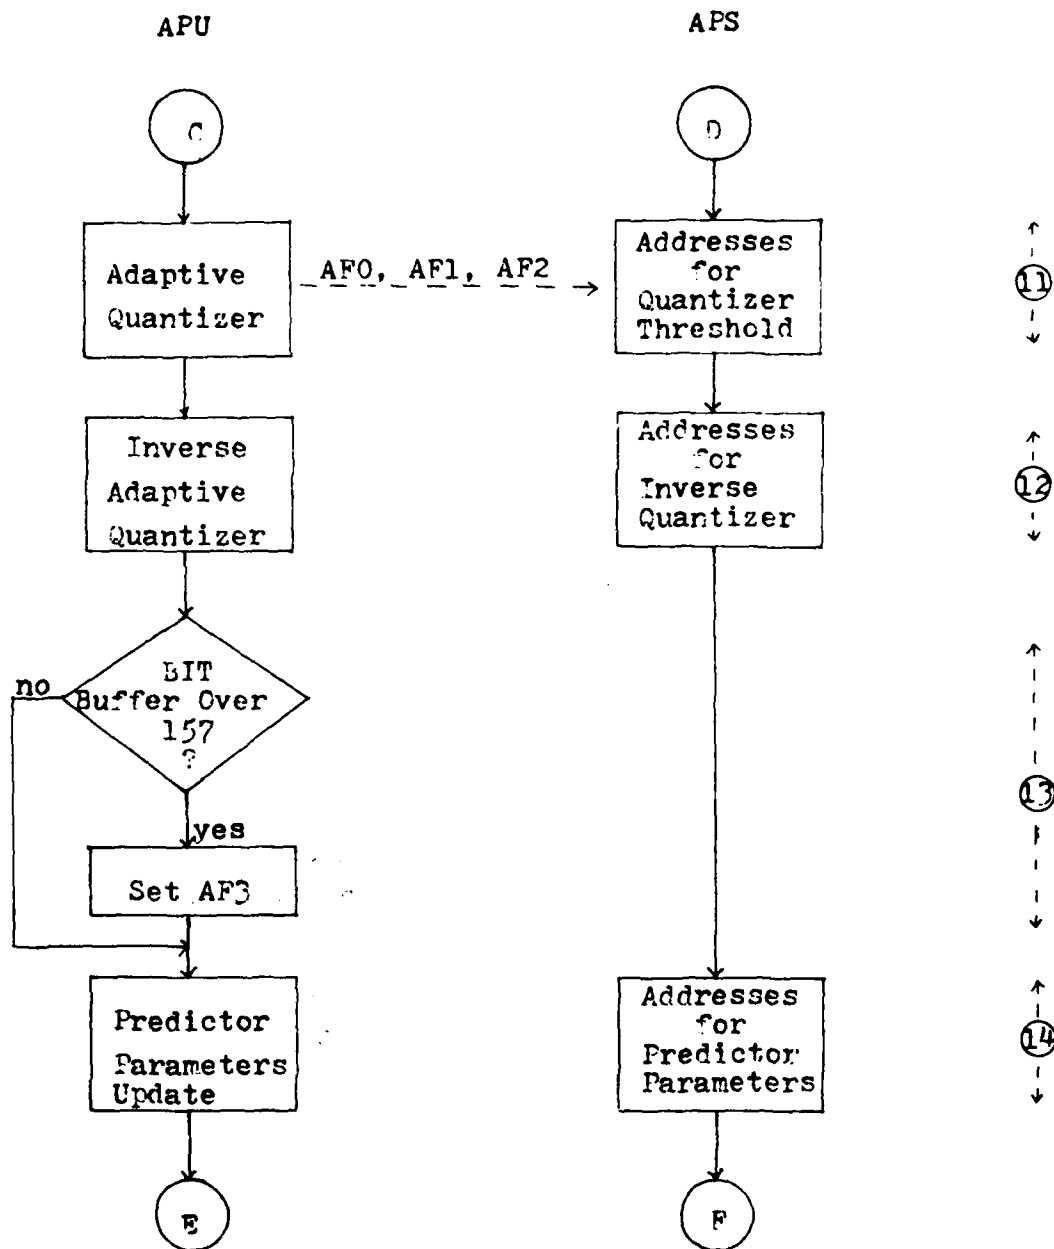 APU
APS
C
D
Adaptive
Quantizer
AF0, AF1, AF2
Addresses
for
Quantizer
Threshold
11
Inverse
Adaptive
Quantizer
Addresses
for
Inverse
Quantizer
12
BIT
Buffer Over
157
?
no
yes
13
Set AF3
Predictor
Parameters
Update
Addresses
for
Predictor
Parameters
14
E
F